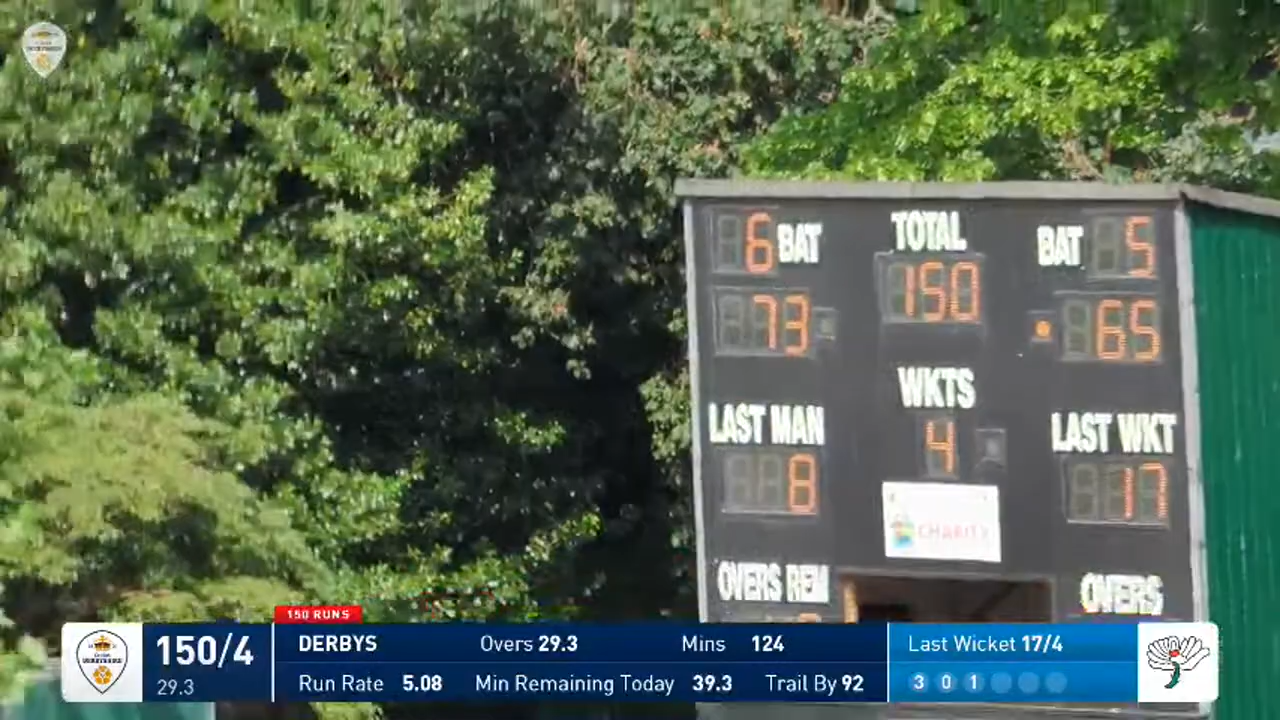 6 BAT TOTAL BAT 5
73 150 65
WKTS
LAST MAN 4 LAST WKT
8 17
CHARITY
OVERS REM OVERS
150 RUNS
150/4 DERBYS Overs 29.3 Mins 124 Last Wicket 17/4
29.3 Run Rate 5.08 Min Remaining Today 39.3 Trail By 92 3 0 1